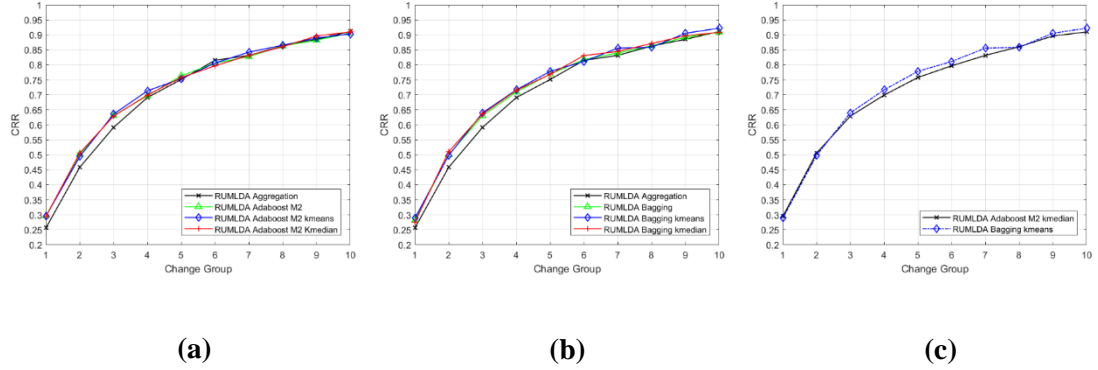 1
0.95
0.9
0.85
0.8
0.75
0.7
0.65
0.6
0.55
0.5
0.45
0.4
0.35
0.3
0.25
0.2
CRR
1 2 3 4 5 6 7 8 9 10
Change Group
RUMLDA Aggregation
RUMLDA Adaboost M2
RUMLDA Adaboost M2 kmeans
RUMLDA Adaboost M2 Kmedian
(a)
1
0.95
0.9
0.85
0.8
0.75
0.7
0.65
0.6
0.55
0.5
0.45
0.4
0.35
0.3
0.25
0.2
CRR
1 2 3 4 5 6 7 8 9 10
Change Group
RUMLDA Aggregation
RUMLDA Bagging
RUMLDA Bagging kmeans
RUMLDA Bagging kmedian
(b)
1
0.95
0.9
0.85
0.8
0.75
0.7
0.65
0.6
0.55
0.5
0.45
0.4
0.35
0.3
0.25
0.2
CRR
1 2 3 4 5 6 7 8 9 10
Change Group
RUMLDA Adaboost M2 kmedian
RUMLDA Bagging kmeans
(c)